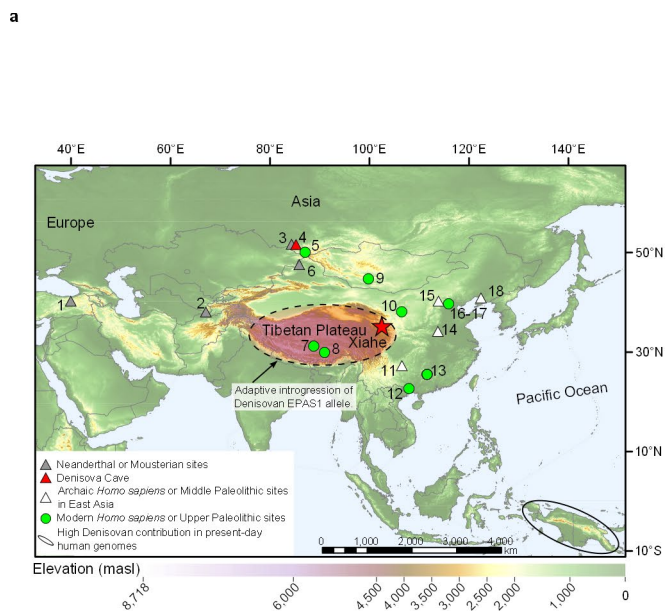 a
40°E 60°E 80°E 100°E 120°E 140°E
Asia
Europe
3 4
5
50°N
6
9
18
15
10
1
2
16-17
Tibetan Plateau
14
Xiahe
7
8
30°N
11
13
Adaptive introgression of
Denisovan EPAS1 allele.
12
Pacific Ocean
10°N
Neanderthal or Mousterian sites
Denisova Cave
Archaic Homo sapiens or Middle Paleolithic sites
in East Asia
Modern Homo sapiens or Upper Paleolithic sites
High Denisovan contribution in present-day
human genomes
0 1,000 2,000 3,000 4,000
km
10°S
Elevation (masl)
8,718 6,000 4,500 4,000 3,500 3,000 2,500 2,000 1,000 0